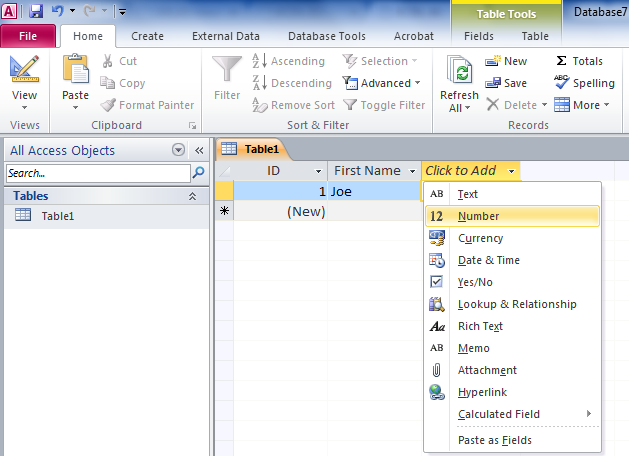 Table Tools
Database7
File
Home
Create
External Data
Database Tools
Acrobat
Fields
Table
View
Views
Paste
Cut
Copy
Format Painter
Clipboard
Filter
Ascending
Descending
Remove Sort
Selection
Advanced
Toggle Filter
Sort & Filter
Refresh
All
New
Save
Delete
Totals
Spelling
More
Records
All Access Objects
Search...
Tables
Table1
Table1
ID
First Name
Click to Add
1
Joe
(New)
AB Text
12 Number
Currency
Date & Time
Yes/No
Lookup & Relationship
Aa Rich Text
AB Memo
Attachment
Hyperlink
Calculated Field
Paste as Fields